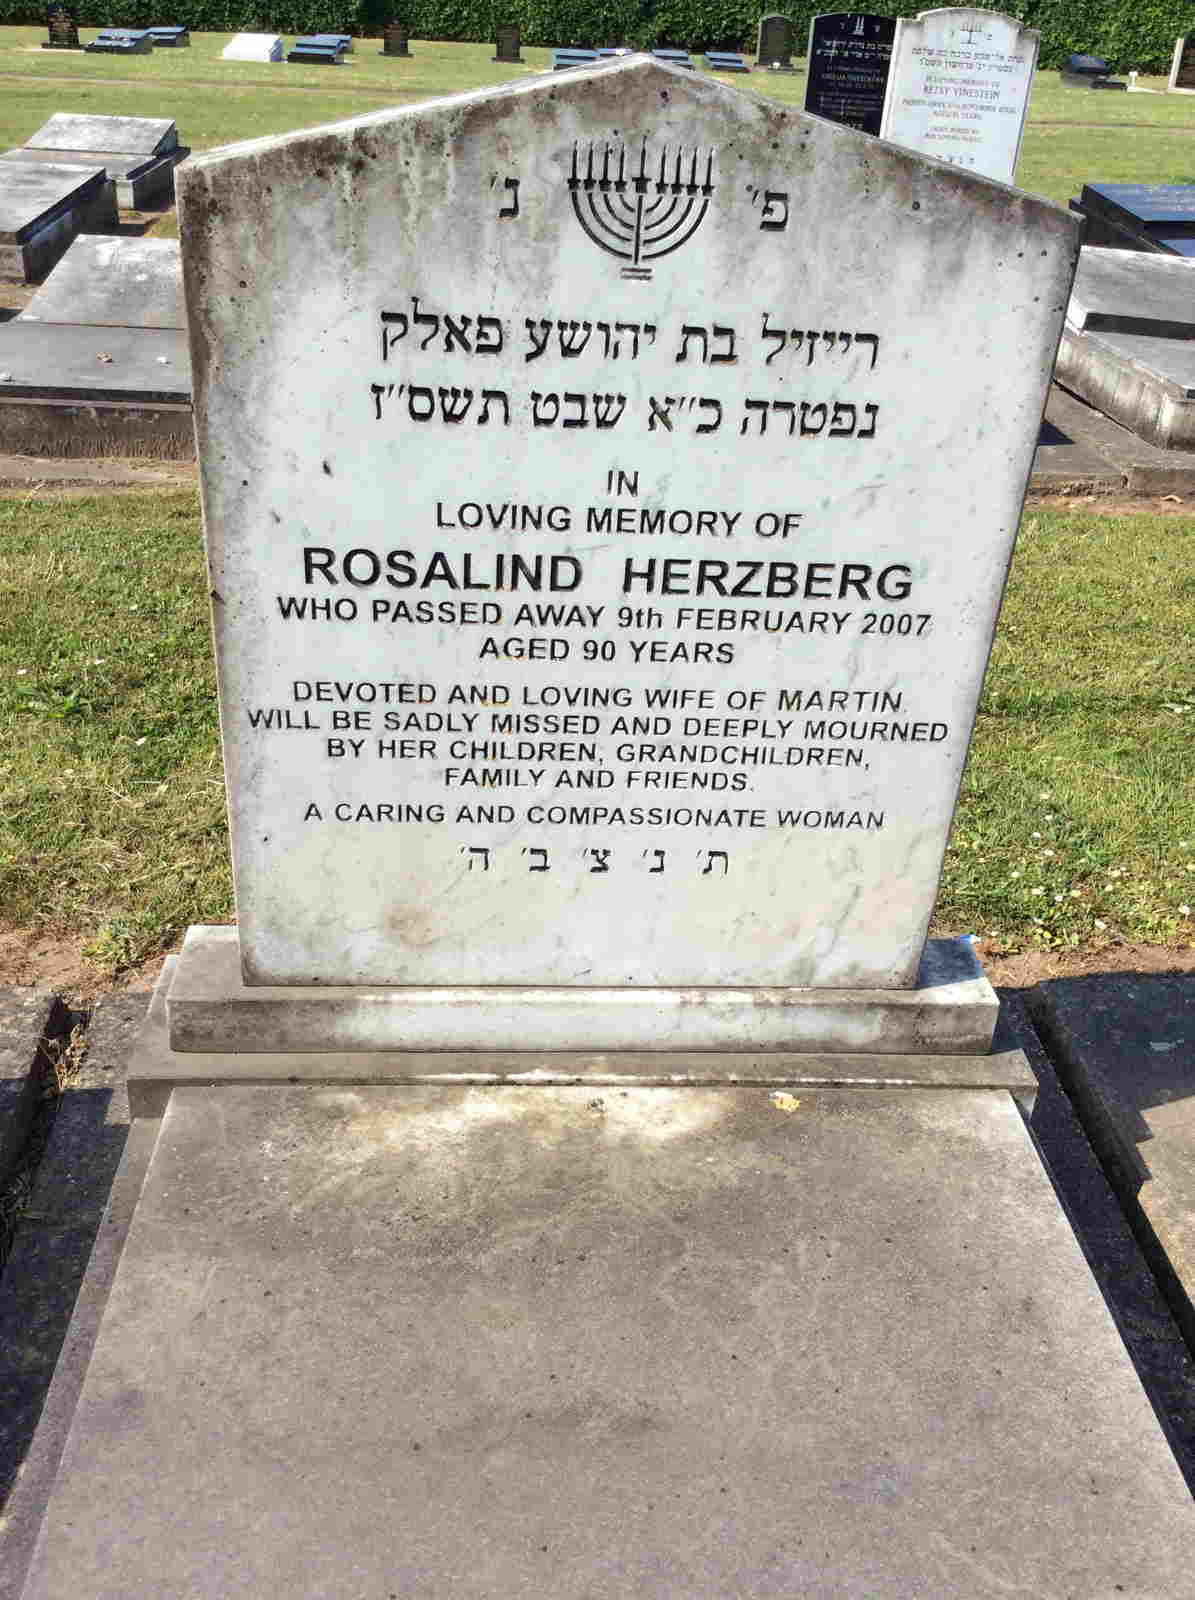 פ׳ נ׳
רייזיל בת יהושע פאלק
נפטרה כ״א שבט תשס״ז
IN
LOVING MEMORY OF
ROSALIND HERZBERG
WHO PASSED AWAY 9th FEBRUARY 2007
AGED 90 YEARS
DEVOTED AND LOVING WIFE OF MARTIN.
WILL BE SADLY MISSED AND DEEPLY MOURNED
BY HER CHILDREN, GRANDCHILDREN,
FAMILY AND FRIENDS.
A CARING AND COMPASSIONATE WOMAN
ת׳ נ׳ צ׳ ב׳ ה׳
BETSY VINESTEIN